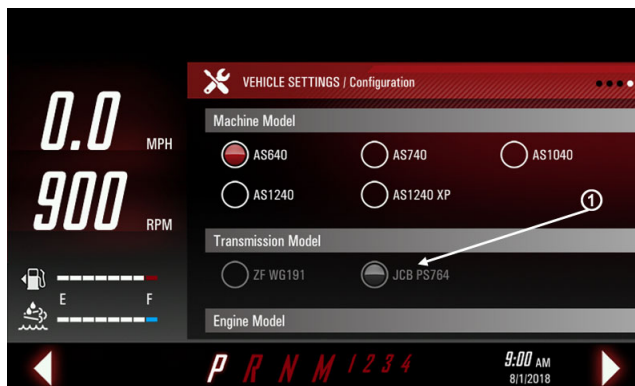 VEHICLE SETTINGS / Configuration
0.0 MPH
900 RPM
Machine Model
AS640 AS740 AS1040
AS1240 AS1240 XP
1
Transmission Model
ZF WG191 JCB PS764
Engine Model
E F
P R N M 1 2 3 4
9:00 AM
8/1/2018